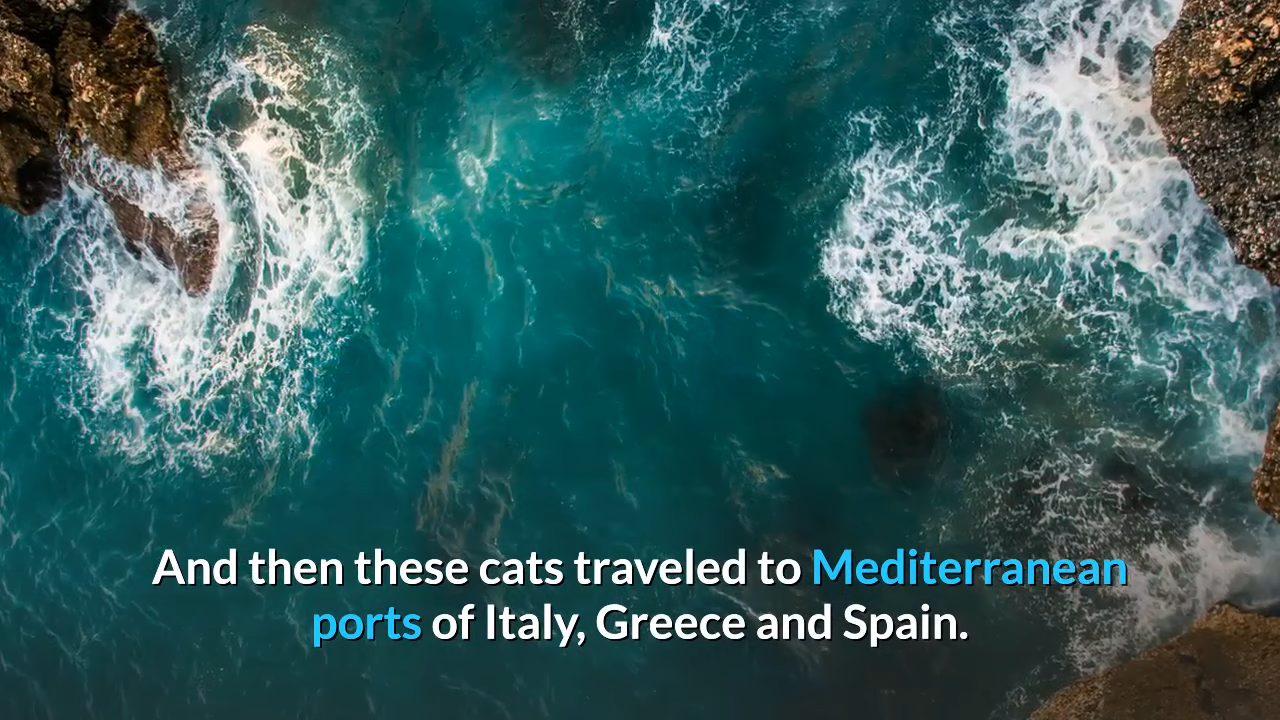 And then these cats traveled to Mediterranean
ports of Italy, Greece and Spain.